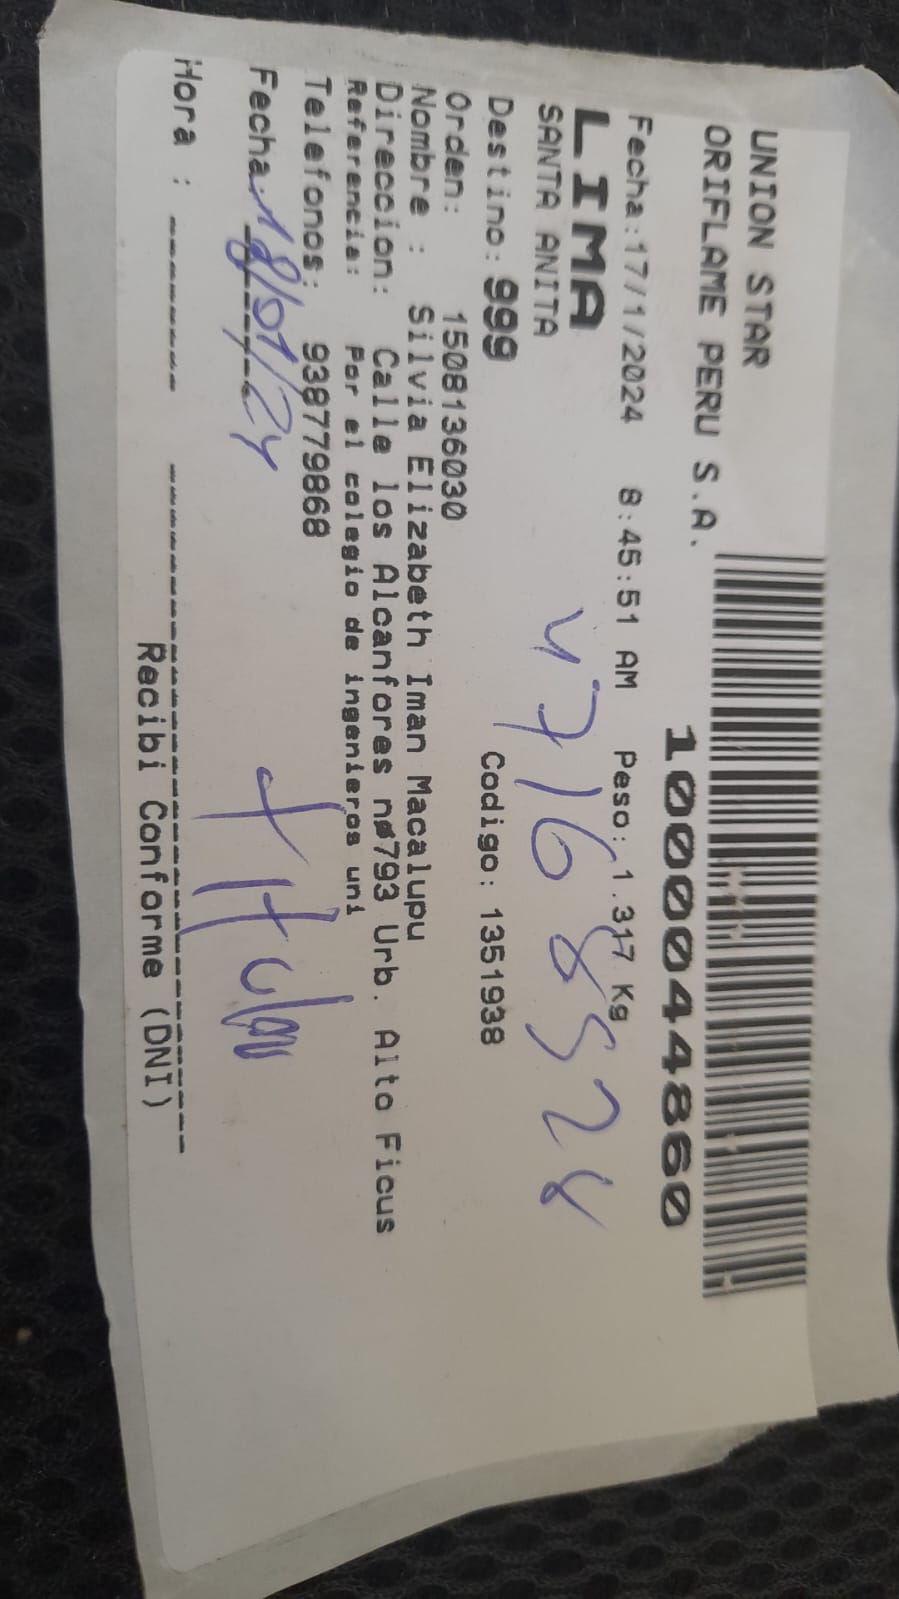 UNION STAR
ORIFLAME PERU S.A.
1000044860
Fecha:17/1/2024 8:45:51 AM Peso:1.317 Kg
LIMA
SANTA ANITA
Destino:999 Codigo:1351938
Orden: 1508136030
Nombre : Silvia Elizabeth Iman Macalupu
Direccion: Calle los Alcanfores nº793 Urb. Alto Ficus
Referencia: Por el colegio de ingenieros uni
Telefonos: 938779868
Fecha 18/01/24
Hora : ------ --------------------
Recibi Conforme (DNI)